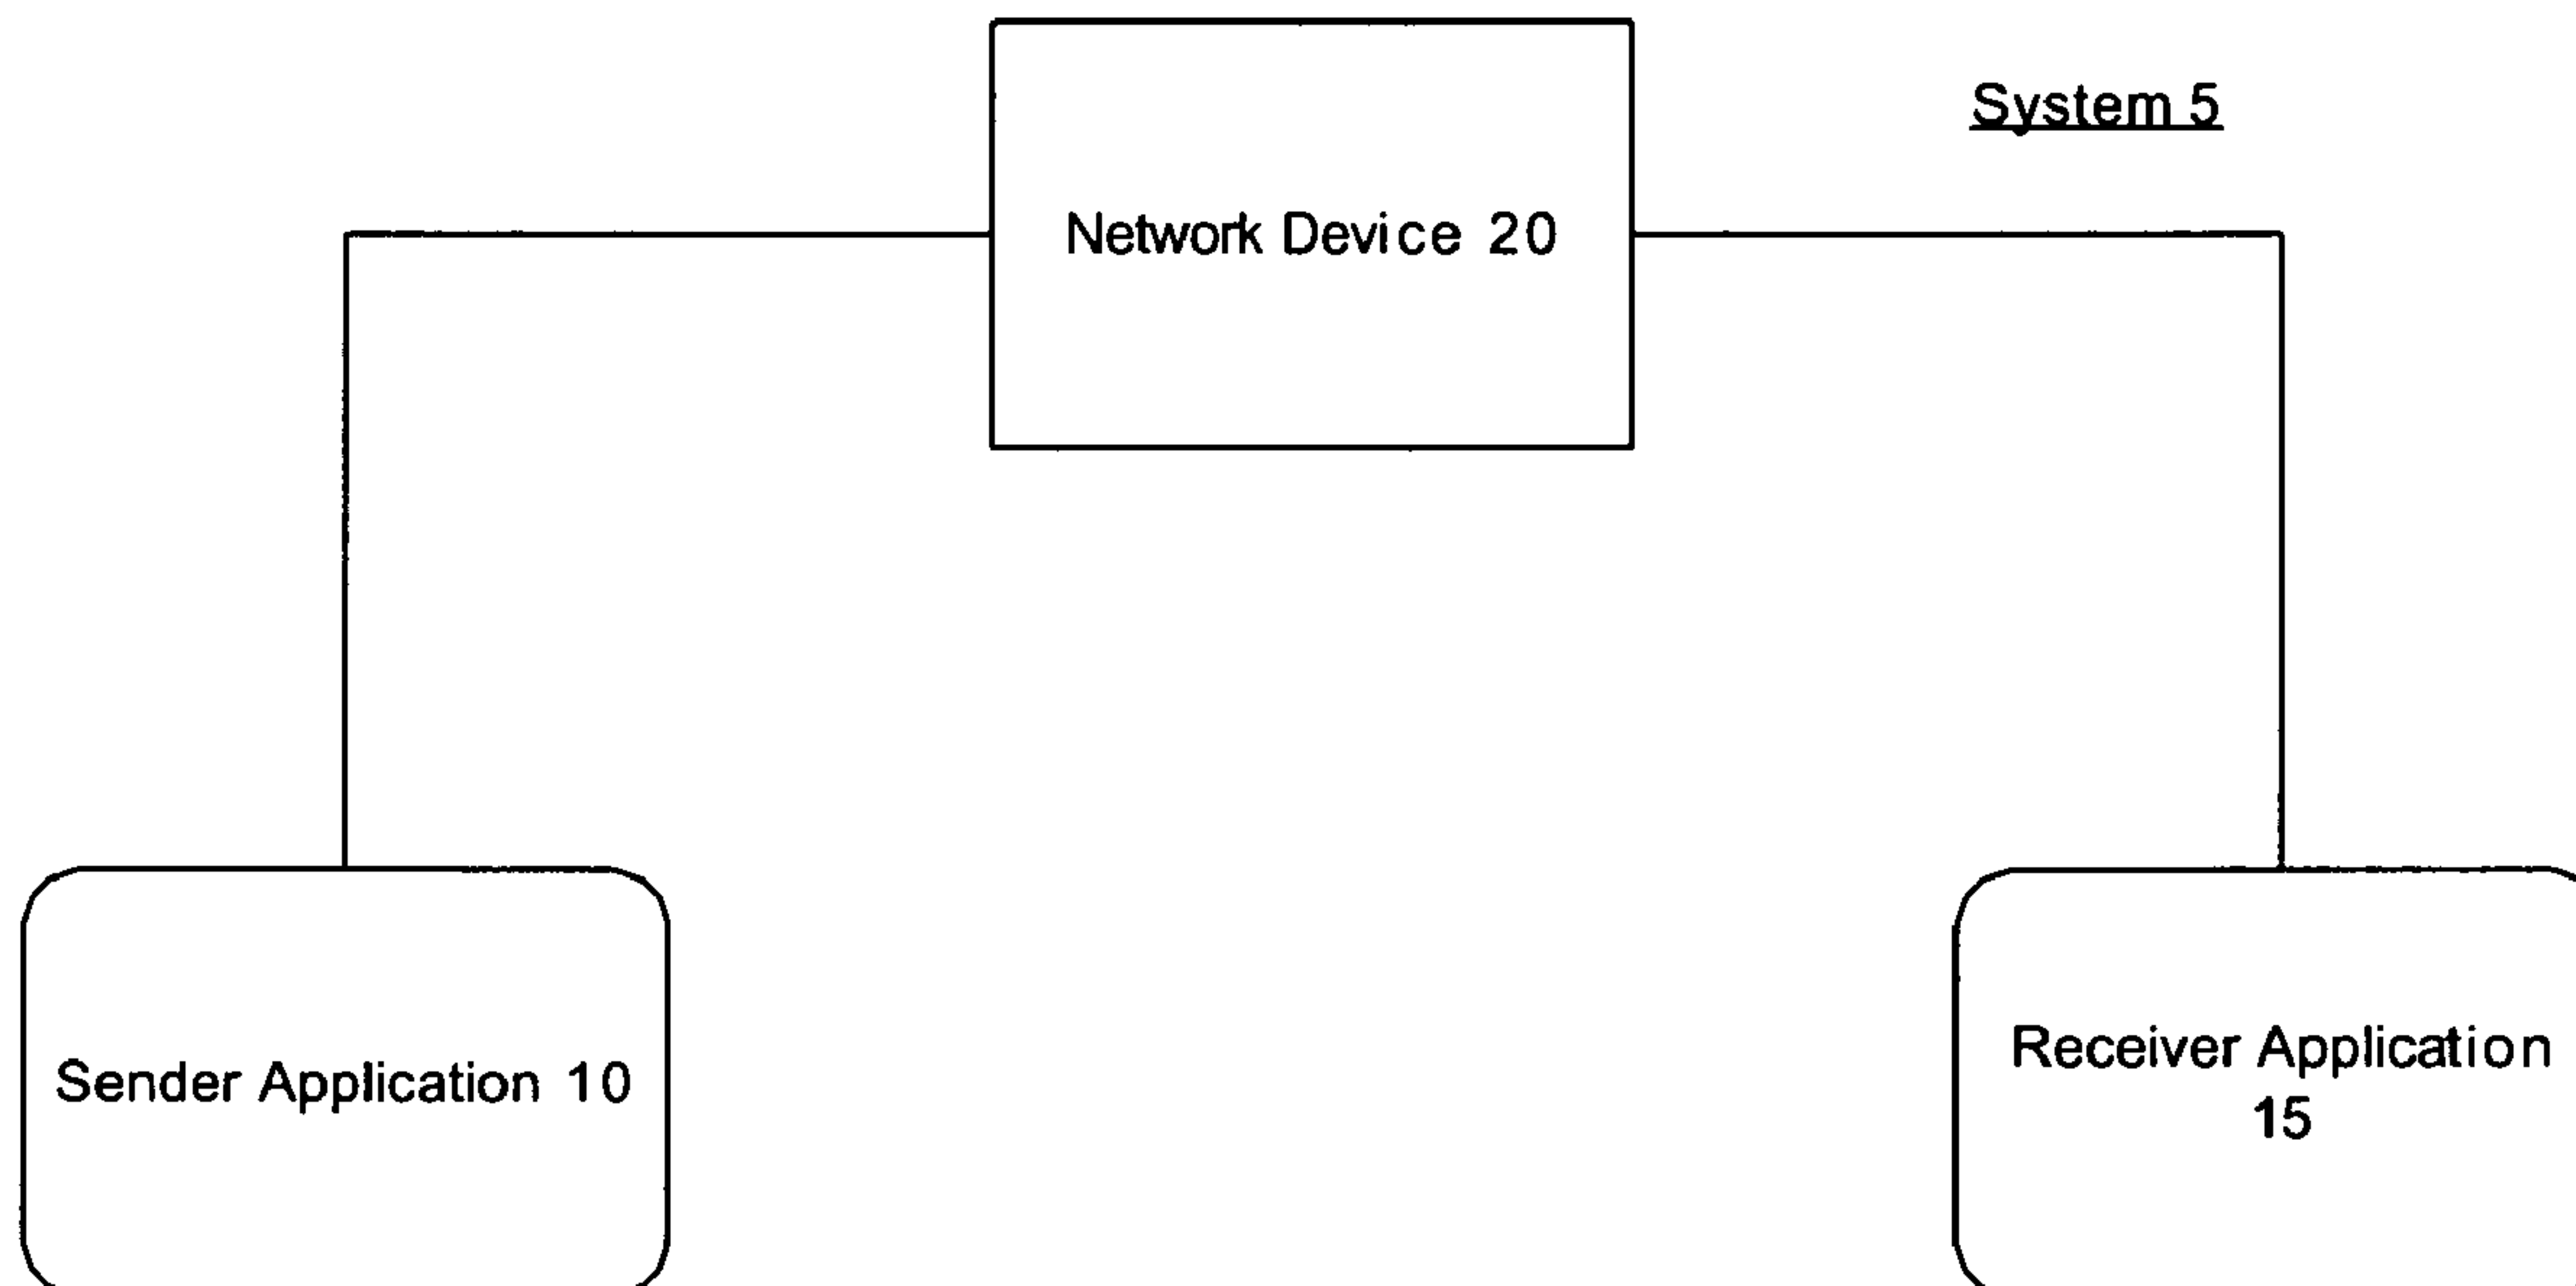 System 5
Network Device 20
Sender Application 10
Receiver Application
15